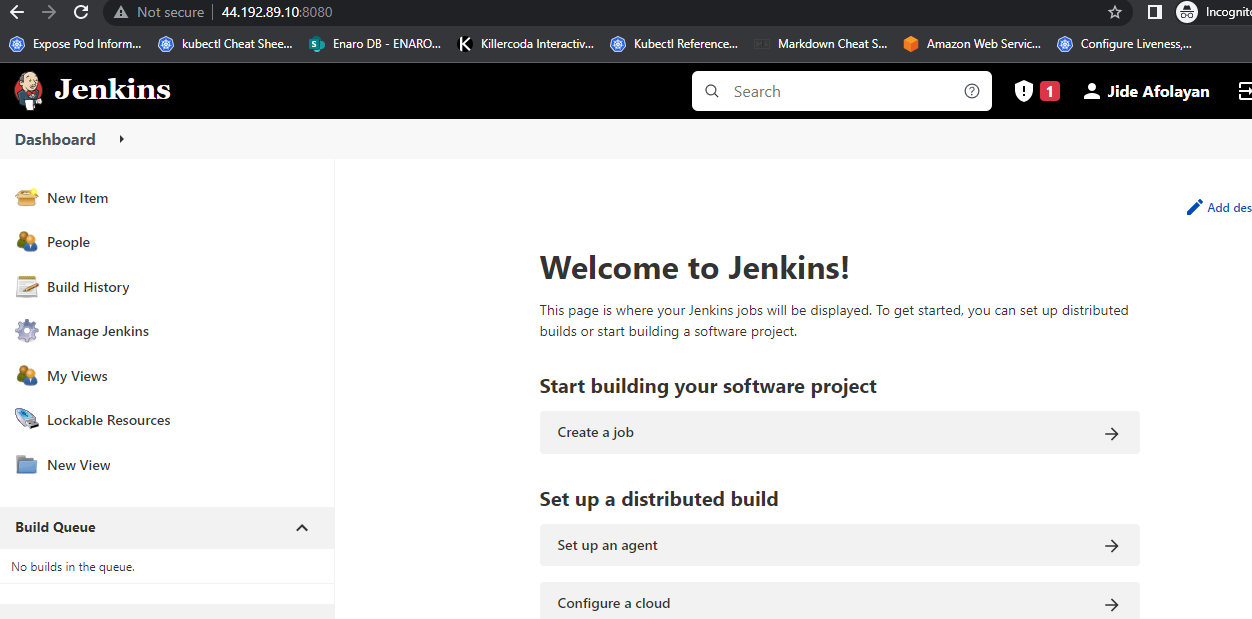 Not secure 44.192.89.10:8080 Incognito
Expose Pod Inform... kubectl Cheat Shee... Enaro DB - ENARO... Killercoda Interactiv... Kubectl Reference... Markdown Cheat S... Amazon Web Servic... Configure Liveness,...
Jenkins Search 1 Jide Afolayan
Dashboard
New Item
People
Build History
Manage Jenkins
My Views
Lockable Resources
New View
Build Queue
No builds in the queue.
Add des
Welcome to Jenkins!
This page is where your Jenkins jobs will be displayed. To get started, you can set up distributed
builds or start building a software project.
Start building your software project
Create a job
Set up a distributed build
Set up an agent
Configure a cloud